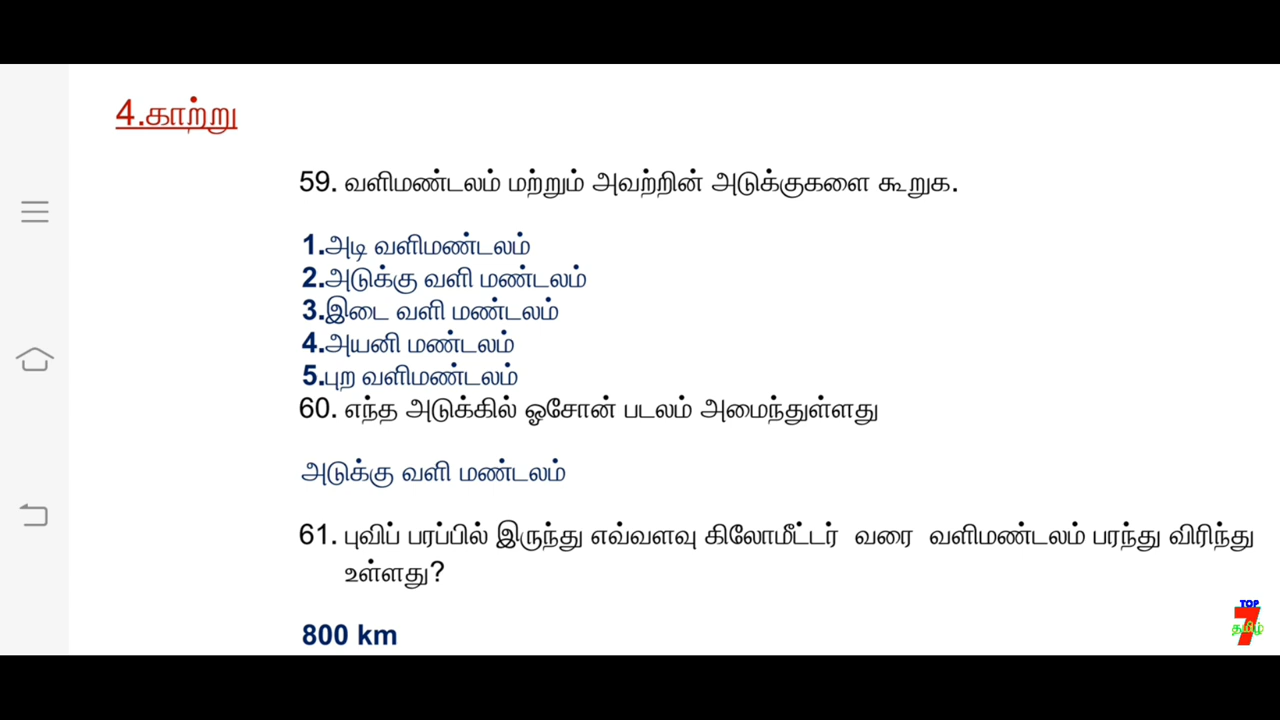 4.காற்று
59. வளிமண்டலம் மற்றும் அவற்றின் அடுக்குகளை கூறுக.
1.அடி வளிமண்டலம்
2.அடுக்கு வளி மண்டலம்
3.இடை வளி மண்டலம்
4.அயனி மண்டலம்
5.புற வளிமண்டலம்
60. எந்த அடுக்கில் ஓசோன் படலம் அமைந்துள்ளது
அடுக்கு வளி மண்டலம்
61. புவிப் பரப்பில் இருந்து எவ்வளவு கிலோமீட்டர் வரை வளிமண்டலம் பரந்து விரிந்து
உள்ளது?
800 km
TOP
7
தமிழ்